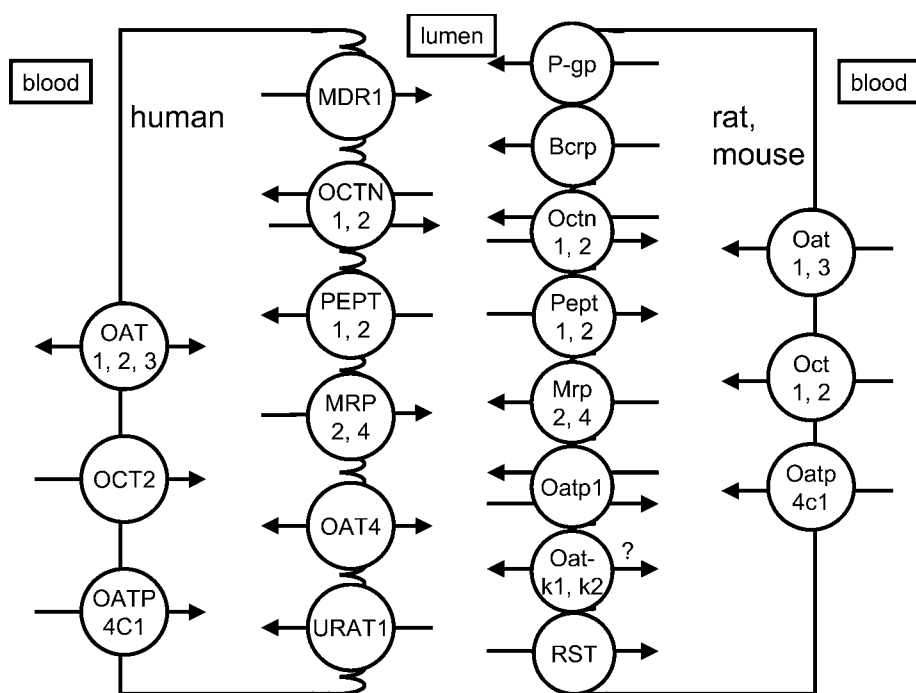 lumen
blood
blood
human
rat,
mouse
MDR1
OCTN
1, 2
PEPT
1, 2
MRP
2, 4
OAT4
URAT1
OAT
1, 2, 3
OCT2
OATP
4C1
P-gp
Bcrp
Octn
1, 2
Pept
1, 2
Mrp
2, 4
Oatp1
Oat-
k1, k2
?
RST
Oat
1, 3
Oct
1, 2
Oatp
4c1